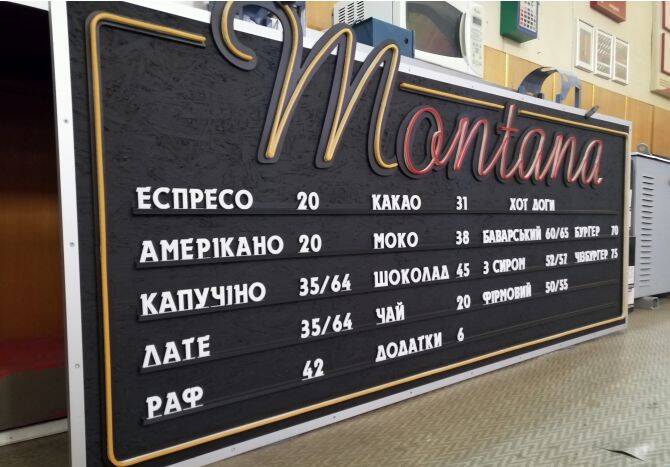 Montana
ЕСПРЕСО 20 КАКАО 31 ХОТ ДОГИ
АМЕРІКАНО 20 МОКО 38 БАВАРСЬКИЙ 60/65 БУРГЕР 70
КАПУЧІНО 35/64 ШОКОЛАД 45 З СИРОМ 52/57 ЧІЗБУРГЕР 75
ЛАТЕ 35/64 ЧАЙ 20 ФІРМОВИЙ 50/55
РАФ 42 ДОДАТКИ 6